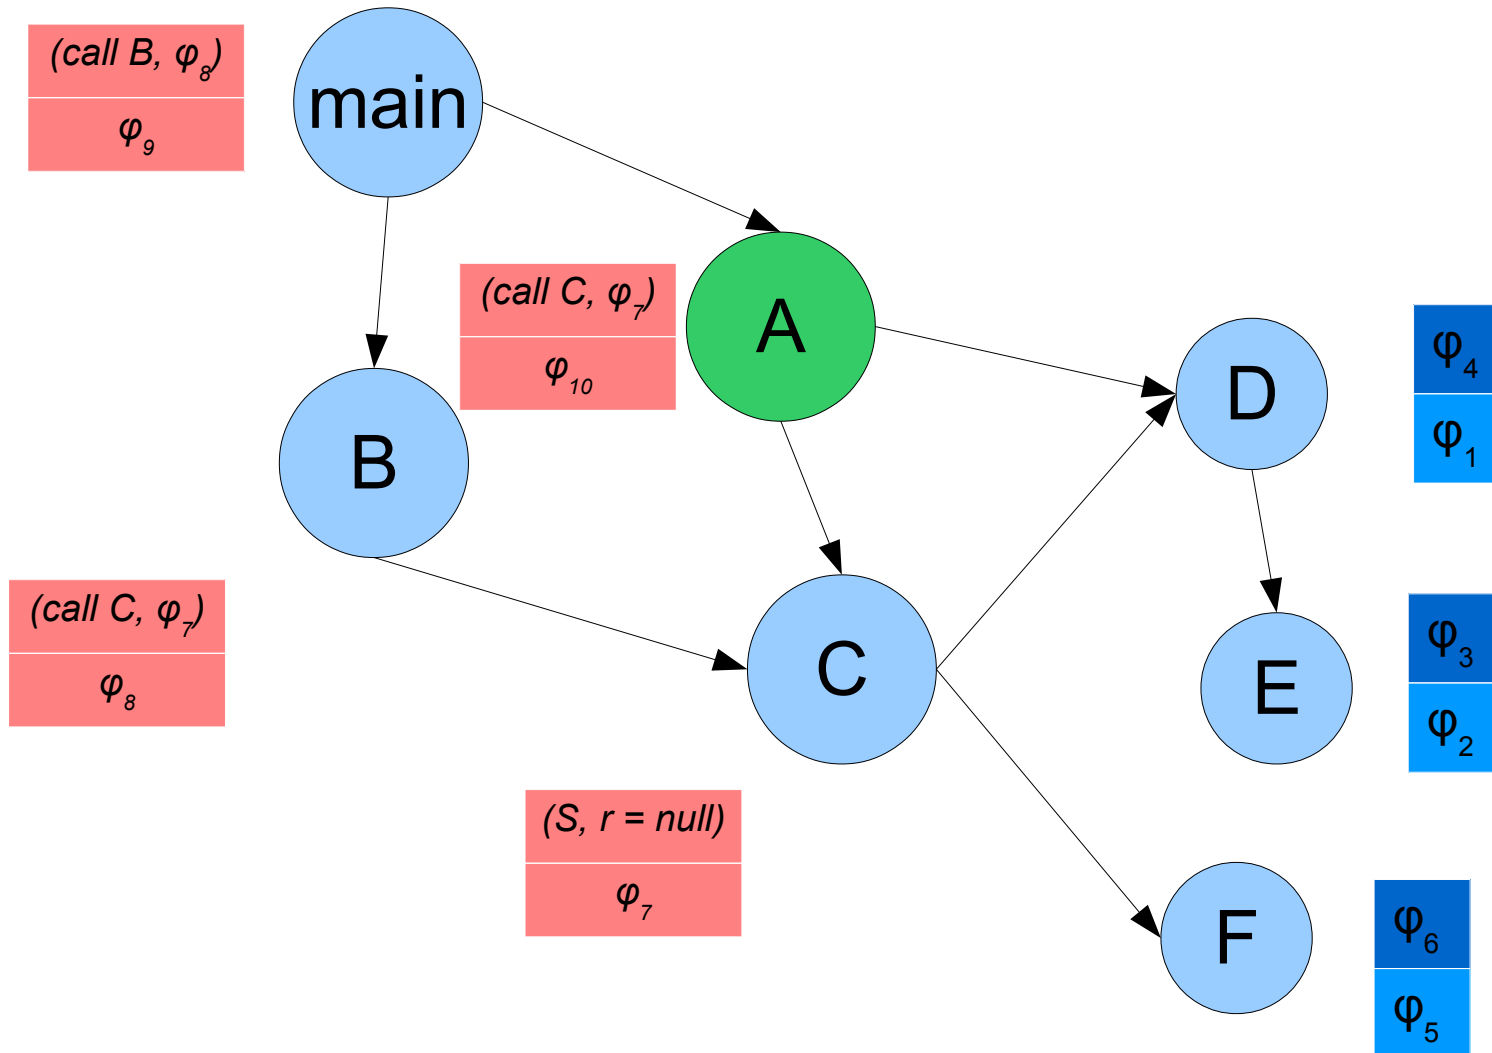 (call B, φ₈)
φ₉
main
(call C, φ₇)
φ₁₀
A
φ₄
φ₁
D
B
(call C, φ₇)
φ₈
C
E
φ₃
φ₂
(S, r = null)
φ₇
F
φ₆
φ₅